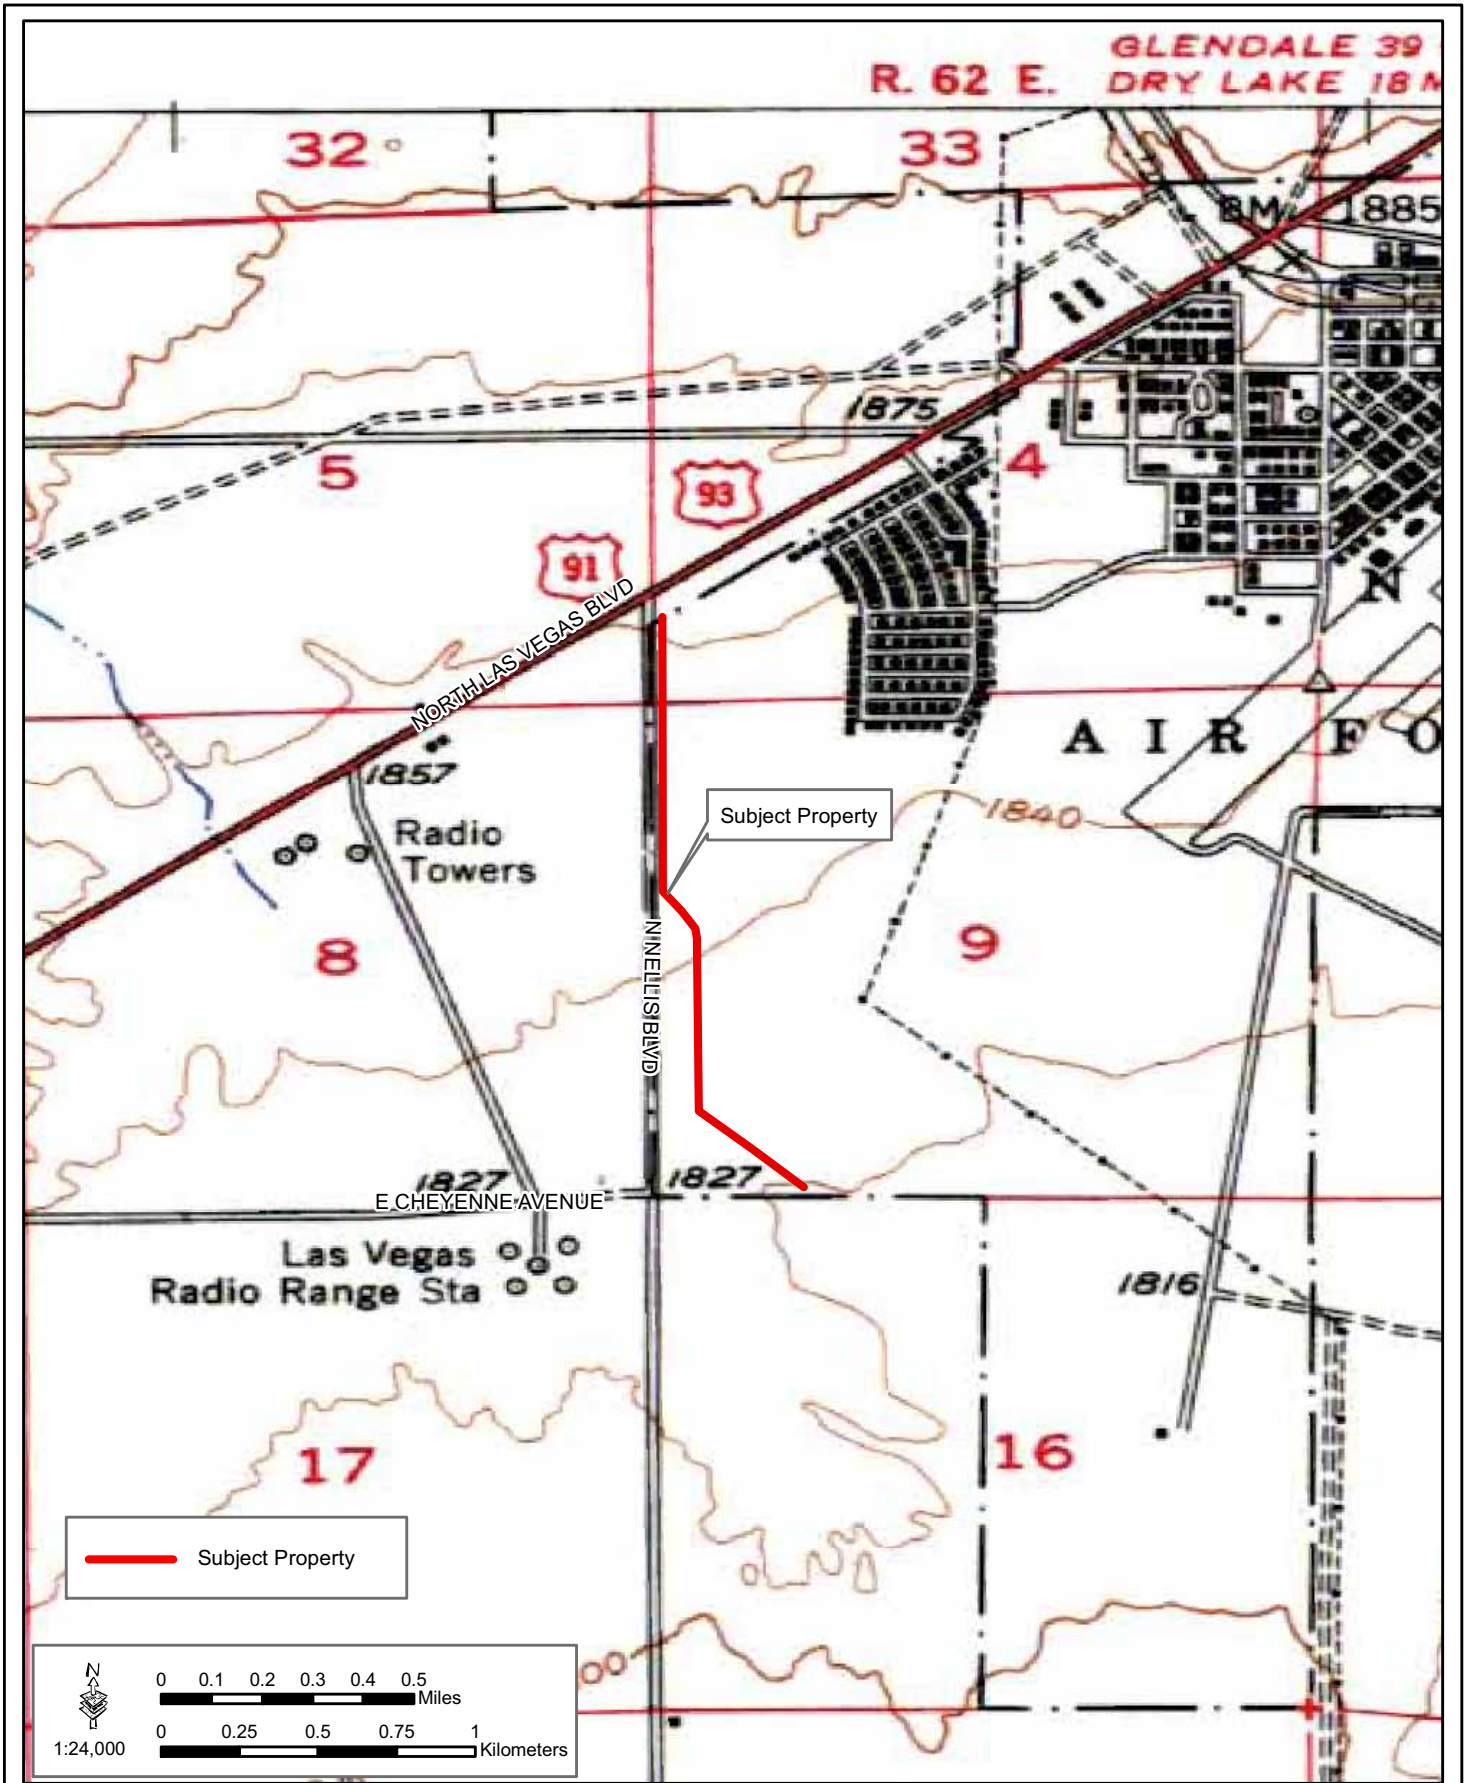 GLENDALE 39
R. 62 E. DRY LAKE 18 M
32
33
BM 1885
1875
5
93
4
91
NORTH LAS VEGAS BLVD
N
AIR FO
1857
Subject Property
1840
Radio
Towers
8
N NELLIS BLVD
9
1827
1827
E CHEYENNE AVENUE
Las Vegas
Radio Range Sta
1816
17
16
Subject Property
00
N
0 0.1 0.2 0.3 0.4 0.5
Miles
0 0.25 0.5 0.75 1
Kilometers
1:24,000